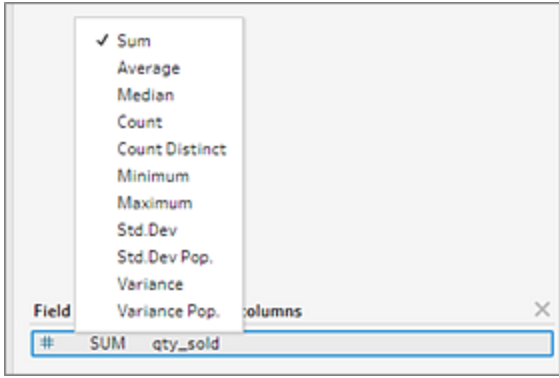 ✓ Sum
Average
Median
Count
Count Distinct
Minimum
Maximum
Std.Dev
Std.Dev Pop.
Variance
Variance Pop.
Field columns
# SUM qty_sold